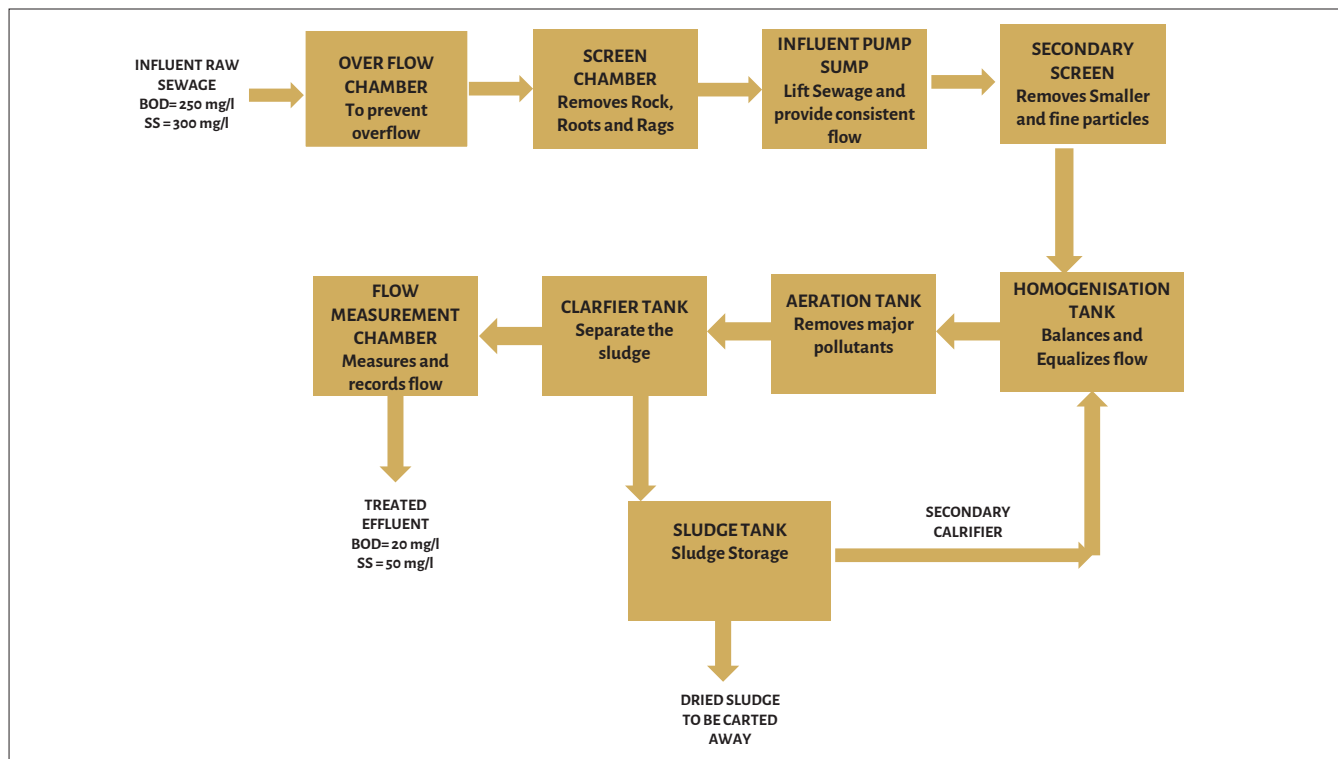 INFLUENT RAW
SEWAGE
BOD= 250 mg/l
SS = 300 mg/l
OVER FLOW
CHAMBER
To prevent
overflow
SCREEN
CHAMBER
Removes Rock,
Roots and Rags
INFLUENT PUMP
SUMP
Lift Sewage and
provide consistent
flow
SECONDARY
SCREEN
Removes Smaller
and fine particles
HOMOGENISATION
TANK
Balances and
Equalizes flow
AERATION TANK
Removes major
pollutants
CLARFIER TANK
Separate the
sludge
FLOW
MEASUREMENT
CHAMBER
Measures and
records flow
TREATED
EFFLUENT
BOD= 20 mg/l
SS = 50 mg/l
SLUDGE TANK
Sludge Storage
SECONDARY
CALRIFIER
DRIED SLUDGE
TO BE CARTED
AWAY